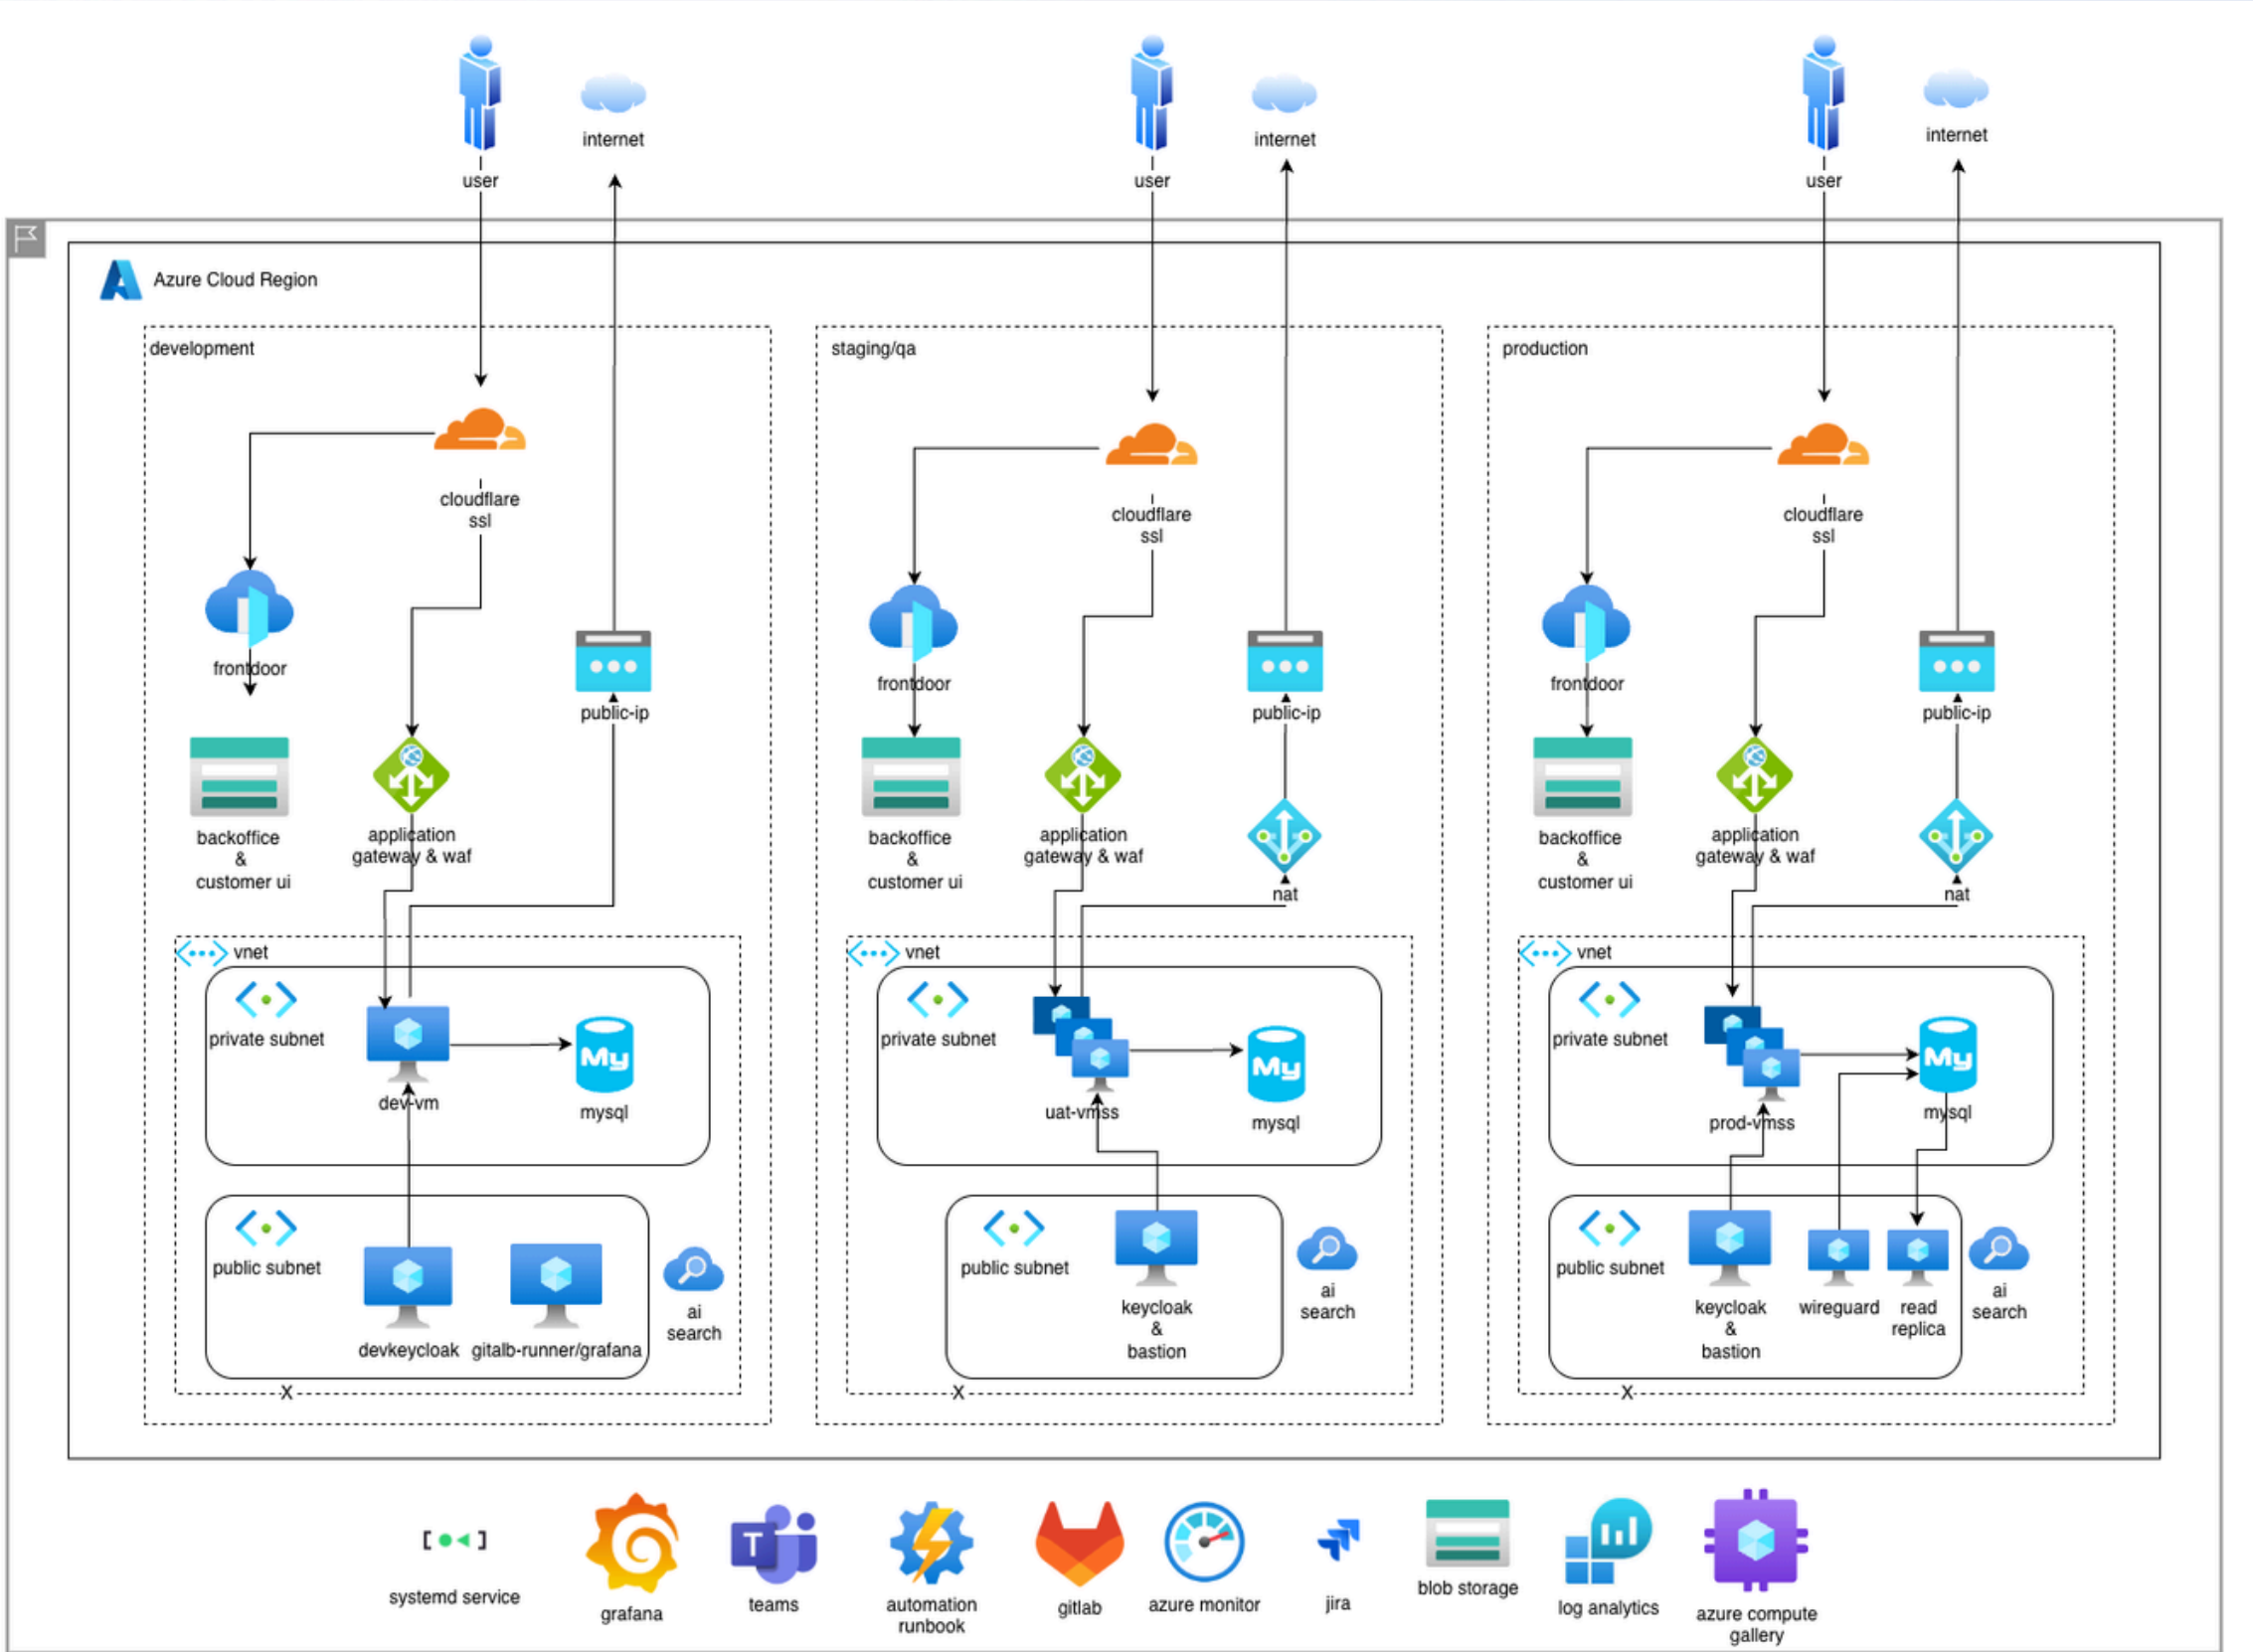 internet
internet
internet
user
user
user
Azure Cloud Region
development
staging/qa
production
cloudflare
ssl
cloudflare
ssl
cloudflare
ssl
frontdoor
frontdoor
frontdoor
public-ip
public-ip
public-ip
backoffice
&
customer ui
application
gateway & waf
backoffice
&
customer ui
application
gateway & waf
nat
backoffice
&
customer ui
application
gateway & waf
nat
vnet
private subnet
dev-vm
My
mysql
public subnet
devkeycloak
gitalb-runner/grafana
ai
search
X
vnet
private subnet
uat-vmss
My
mysql
public subnet
keycloak
&
bastion
ai
search
X
vnet
private subnet
prod-vmss
My
mysql
public subnet
keycloak
&
bastion
wireguard
read
replica
ai
search
X
systemd service
grafana
T
teams
automation
runbook
gitlab
azure monitor
jira
blob storage
log analytics
azure compute
gallery